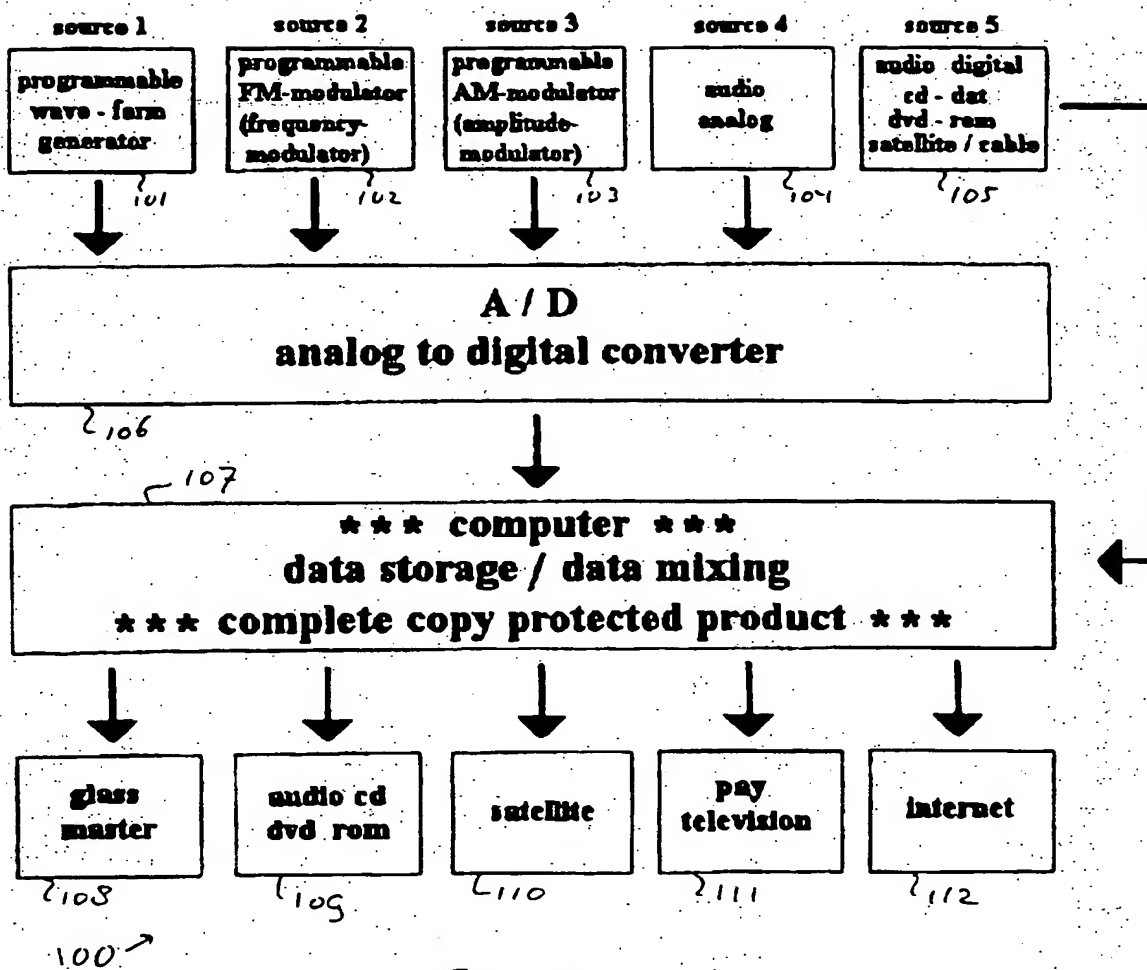 source 1 source 2 source 3 source 4 source 5
programmable
wave - form
generator
programmable
FM-modulator
(frequency-
modulator)
programmable
AM-modulator
(amplitude-
modulator)
audio
analog
audio digital
cd - dat
dvd - rom
satellite / cable
101 102 103 104 105
A / D
analog to digital converter
106
107
*** computer ***
data storage / data mixing
*** complete copy protected product ***
glass
master
audio cd
dvd rom
satellite
pay
television
internet
108 109 110 111 112
100